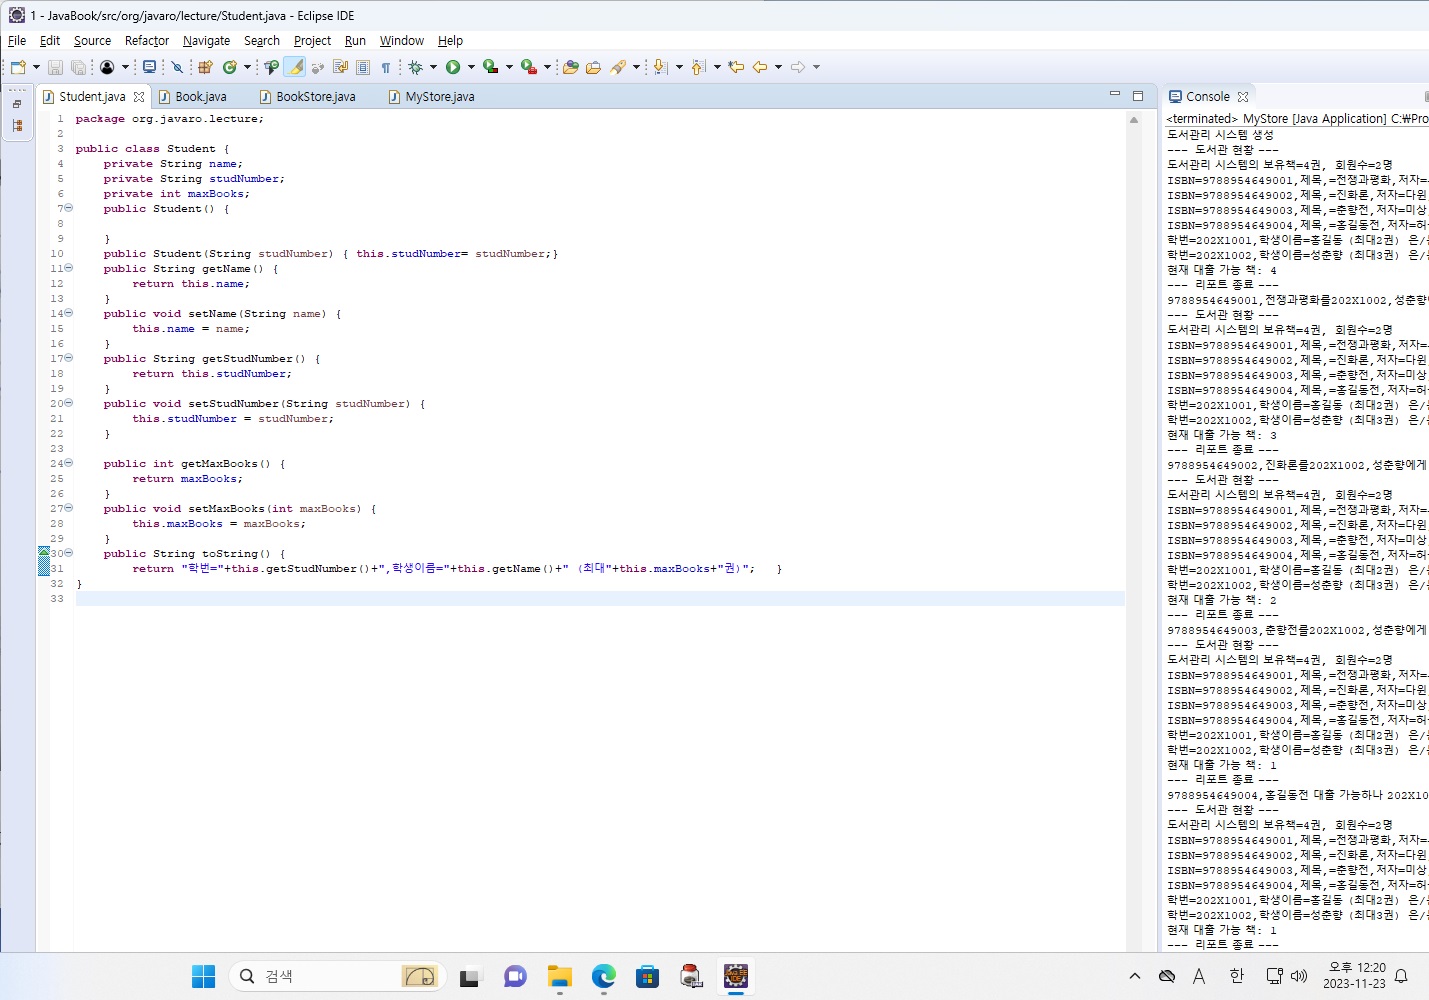 1 - JavaBook/src/org/javaro/lecture/Student.java - Eclipse IDE
File Edit Source Refactor Navigate Search Project Run Window Help
Student.java Book.java BookStore.java MyStore.java
1 package org.javaro.lecture;
2
3 public class Student {
4 private String name;
5 private String studNumber;
6 private int maxBooks;
7 public Student() {
8
9 }
10 public Student(String studNumber) { this.studNumber= studNumber;}
11 public String getName() {
12 return this.name;
13 }
14 public void setName(String name) {
15 this.name = name;
16 }
17 public String getStudNumber() {
18 return this.studNumber;
19 }
20 public void setStudNumber(String studNumber) {
21 this.studNumber = studNumber;
22 }
23
24 public int getMaxBooks() {
25 return maxBooks;
26 }
27 public void setMaxBooks(int maxBooks) {
28 this.maxBooks = maxBooks;
29 }
30 public String toString() {
31 return "학번="+this.getStudNumber()+",학생이름="+this.getName()+" (최대"+this.maxBooks+"권)"; }
32 }
33
Console
<terminated> MyStore [Java Application] C:₩Pro
도서관리 시스템 생성
--- 도서관 현황 ---
도서관리 시스템의 보유책=4권, 회원수=2명
ISBN=9788954649001,제목,=전쟁과평화,저자=
ISBN=9788954649002,제목,=진화론,저자=다윈
ISBN=9788954649003,제목,=춘향전,저자=미상
ISBN=9788954649004,제목,=홍길동전,저자=허
학번=202X1001,학생이름=홍길동 (최대2권) 은/
학번=202X1002,학생이름=성춘향 (최대3권) 은/
현재 대출 가능 책: 4
--- 리포트 종료 ---
9788954649001,전쟁과평화를202X1002,성춘향
--- 도서관 현황 ---
도서관리 시스템의 보유책=4권, 회원수=2명
ISBN=9788954649001,제목,=전쟁과평화,저자=
ISBN=9788954649002,제목,=진화론,저자=다윈
ISBN=9788954649003,제목,=춘향전,저자=미상
ISBN=9788954649004,제목,=홍길동전,저자=허
학번=202X1001,학생이름=홍길동 (최대2권) 은/
학번=202X1002,학생이름=성춘향 (최대3권) 은/
현재 대출 가능 책: 3
--- 리포트 종료 ---
9788954649002,진화론를202X1002,성춘향에게
--- 도서관 현황 ---
도서관리 시스템의 보유책=4권, 회원수=2명
ISBN=9788954649001,제목,=전쟁과평화,저자=
ISBN=9788954649002,제목,=진화론,저자=다윈
ISBN=9788954649003,제목,=춘향전,저자=미상
ISBN=9788954649004,제목,=홍길동전,저자=허
학번=202X1001,학생이름=홍길동 (최대2권) 은/
학번=202X1002,학생이름=성춘향 (최대3권) 은/
현재 대출 가능 책: 2
--- 리포트 종료 ---
9788954649003,춘향전를202X1002,성춘향에게
--- 도서관 현황 ---
도서관리 시스템의 보유책=4권, 회원수=2명
ISBN=9788954649001,제목,=전쟁과평화,저자=
ISBN=9788954649002,제목,=진화론,저자=다윈
ISBN=9788954649003,제목,=춘향전,저자=미상
ISBN=9788954649004,제목,=홍길동전,저자=허
학번=202X1001,학생이름=홍길동 (최대2권) 은/
학번=202X1002,학생이름=성춘향 (최대3권) 은/
현재 대출 가능 책: 1
--- 리포트 종료 ---
9788954649004,홍길동전 대출 가능하나 202X10
--- 도서관 현황 ---
도서관리 시스템의 보유책=4권, 회원수=2명
ISBN=9788954649001,제목,=전쟁과평화,저자=
ISBN=9788954649002,제목,=진화론,저자=다윈
ISBN=9788954649003,제목,=춘향전,저자=미상
ISBN=9788954649004,제목,=홍길동전,저자=허
학번=202X1001,학생이름=홍길동 (최대2권) 은/
학번=202X1002,학생이름=성춘향 (최대3권) 은/
현재 대출 가능 책: 1
--- 리포트 종료 ---
검색
A 한
오후 12:20
2023-11-23